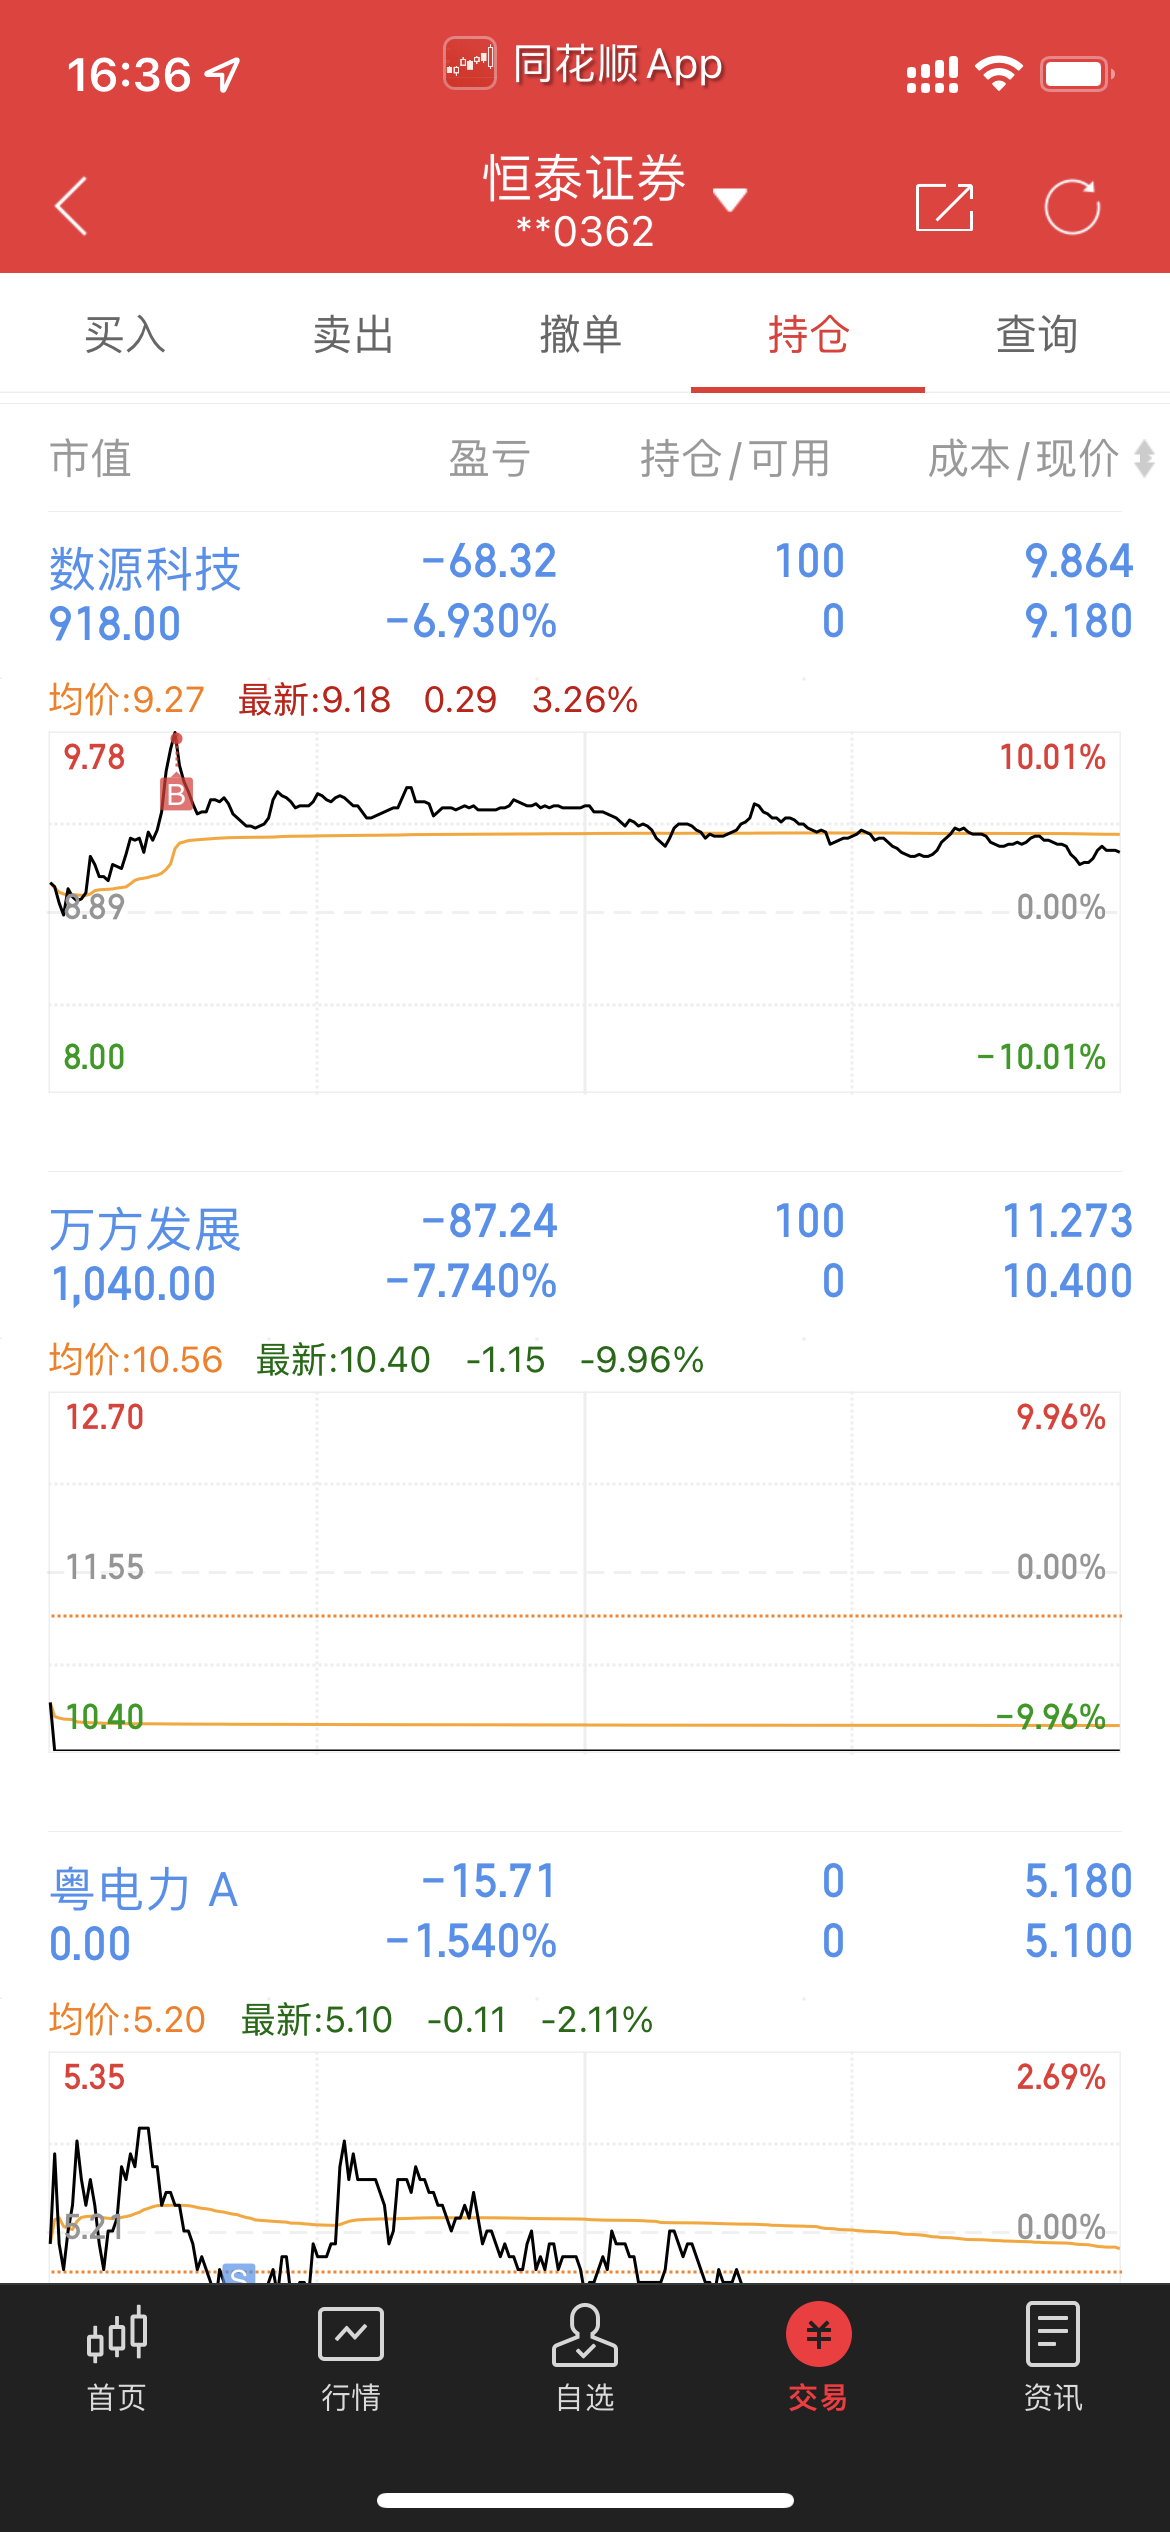 16:36 同花顺 App
恒泰证券
**0362
买入 卖出 撤单 持仓 查询
市值 盈亏 持仓/可用 成本/现价
数源科技 -68.32 100 9.864
918.00 -6.930% 0 9.180
均价:9.27 最新:9.18 0.29 3.26%
9.78 10.01%
B
8.89 0.00%
8.00 -10.01%
万方发展 -87.24 100 11.273
1,040.00 -7.740% 0 10.400
均价:10.56 最新:10.40 -1.15 -9.96%
12.70 9.96%
11.55 0.00%
10.40 -9.96%
粤电力 A -15.71 0 5.180
0.00 -1.540% 0 5.100
均价:5.20 最新:5.10 -0.11 -2.11%
5.35 2.69%
5.21 0.00%
S
首页 行情 自选 交易 资讯